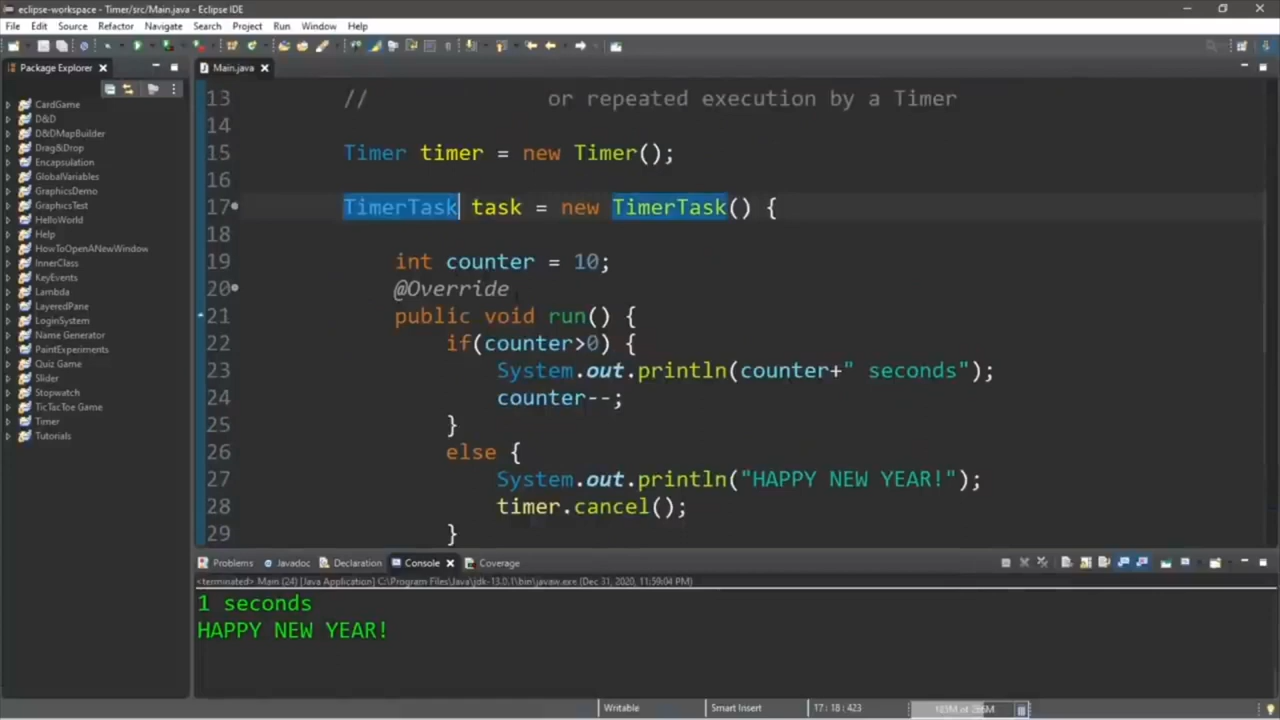 eclipse-workspace - Timer/src/Main.java - Eclipse IDE
File Edit Source Refactor Navigate Search Project Run Window Help
Package Explorer
Main.java
CardGame
D&D
D&DMapBuilder
Drag&Drop
Encapsulation
GlobalVariables
GraphicsDemo
GraphicsTest
HelloWorld
Help
HowToOpenANewWindow
InnerClass
KeyEvents
Lambda
LayeredPane
LoginSystem
Name Generator
PaintExperiments
Quiz Game
Slider
Stopwatch
TicTacToe Game
Timer
Tutorials
13 // or repeated execution by a Timer
14
15 Timer timer = new Timer();
16
17 TimerTask task = new TimerTask() {
18
19 int counter = 10;
20 @Override
21 public void run() {
22 if(counter>0) {
23 System.out.println(counter+" seconds");
24 counter--;
25 }
26 else {
27 System.out.println("HAPPY NEW YEAR!");
28 timer.cancel();
29 }
Problems Javadoc Declaration Console Coverage
<terminated> Main (24) [Java Application] C:\Program Files\Java\jdk-13.0.1\bin\javaw.exe (Dec 31, 2020, 11:59:04 PM)
1 seconds
HAPPY NEW YEAR!
Writable Smart Insert 17 : 18 : 423